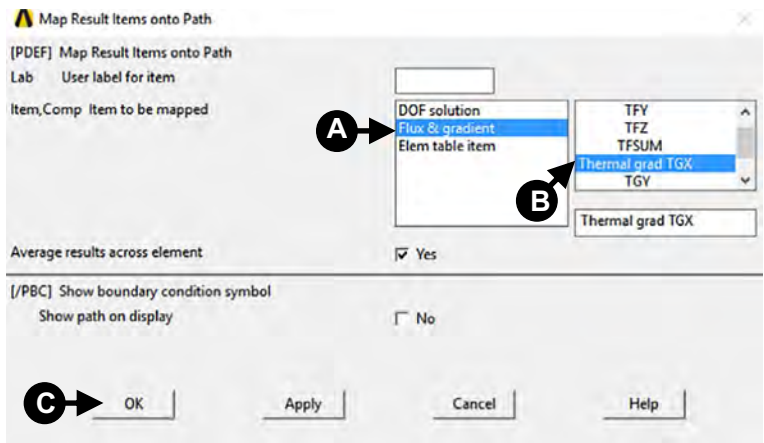 Map Result Items onto Path
[PDEF] Map Result Items onto Path
Lab User label for item
Item,Comp Item to be mapped
DOF solution
Flux & gradient
Elem table item
TFY
TFZ
TFSUM
Thermal grad TGX
TGY
Thermal grad TGX
A
B
Average results across element
Yes
[/PBC] Show boundary condition symbol
Show path on display
No
C
OK Apply Cancel Help